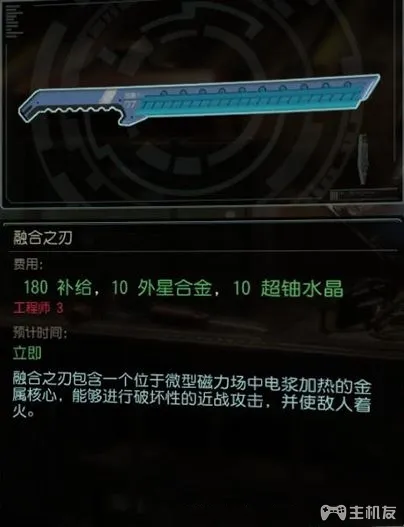 37
融合之刃
费用:
180 补给, 10 外星合金, 10 超铀水晶
工程师 3
预计时间:
立即
融合之刃包含一个位于微型磁力场中电浆加热的金
属核心，能够进行破坏性的近战攻击，并使敌人着
火。
主机友